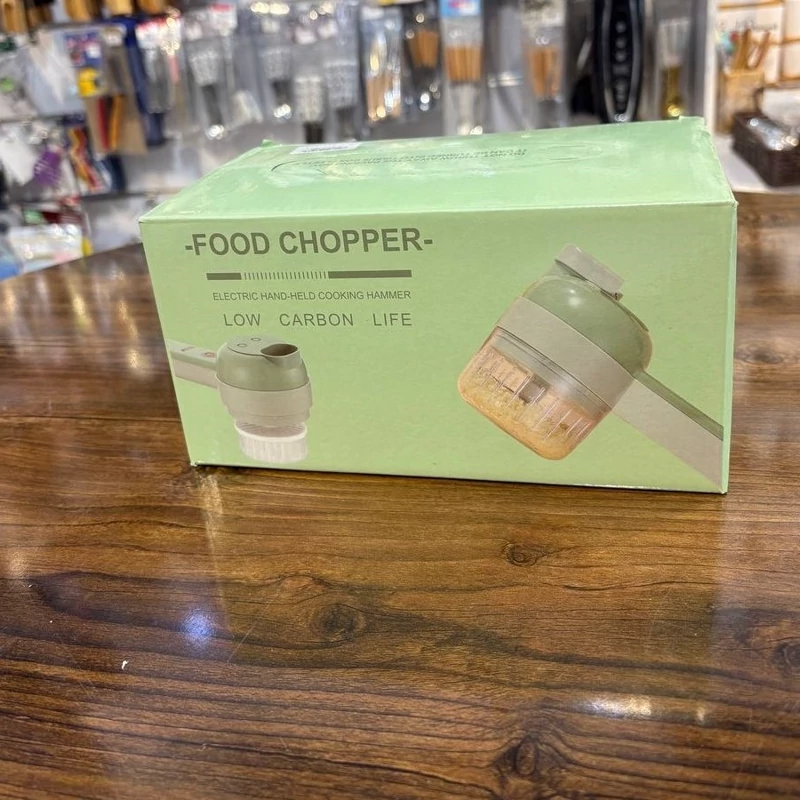 -FOOD CHOPPER-
ELECTRIC HAND-HELD COOKING HAMMER
LOW CARBON LIFE